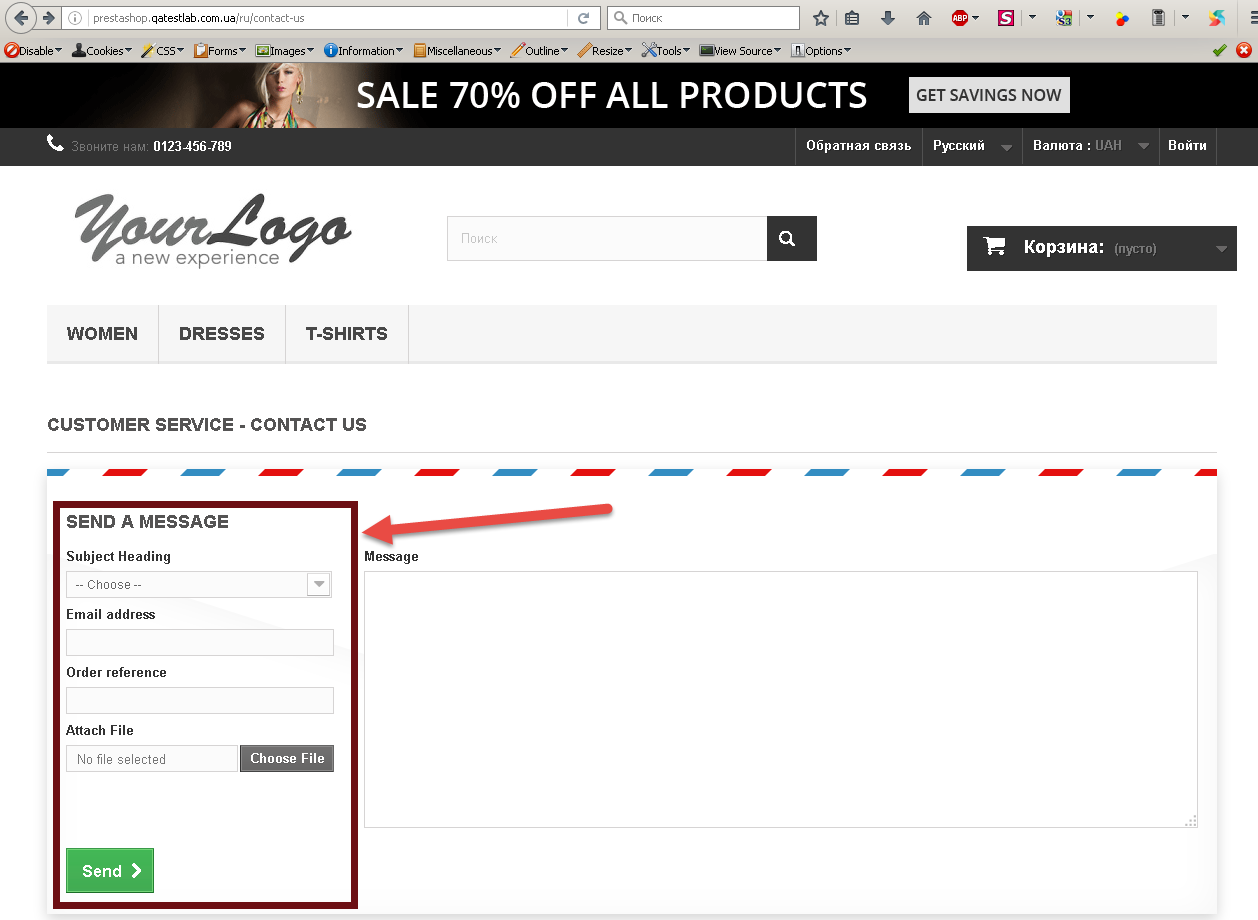 prestashop.qatestlab.com.ua/ru/contact-us
Поиск
ABP
S
Disable Cookies CSS Forms Images Information Miscellaneous Outline Resize Tools View Source Options
SALE 70% OFF ALL PRODUCTS
GET SAVINGS NOW
Звоните нам: 0123-456-789
Обратная связь
Русский
Валюта : UAH
Войти
YourLogo
a new experience
Поиск
Корзина: (пусто)
WOMEN
DRESSES
T-SHIRTS
CUSTOMER SERVICE - CONTACT US
SEND A MESSAGE
Subject Heading
-- Choose --
Email address
Order reference
Attach File
No file selected
Choose File
Send
Message